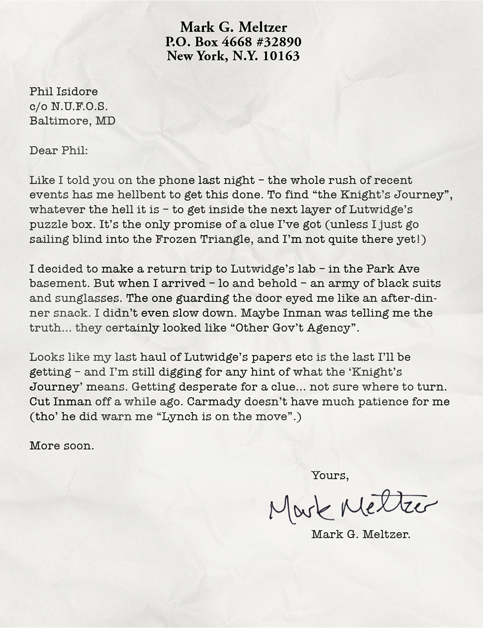 Mark G. Meltzer
P.O. Box 4668 #32890
New York, N.Y. 10163
Phil Isidore
c/o N.U.F.O.S.
Baltimore, MD
Dear Phil:
Like I told you on the phone last night – the whole rush of recent
events has me hellbent to get this done. To find “the Knight’s Journey”,
whatever the hell it is – to get inside the next layer of Lutwidge’s
puzzle box. It’s the only promise of a clue I’ve got (unless I just go
sailing blind into the Frozen Triangle, and I’m not quite there yet!)
I decided to make a return trip to Lutwidge’s lab – in the Park Ave
basement. But when I arrived – lo and behold – an army of black suits
and sunglasses. The one guarding the door eyed me like an after-din-
ner snack. I didn’t even slow down. Maybe Inman was telling me the
truth... they certainly looked like “Other Gov’t Agency”.
Looks like my last haul of Lutwidge’s papers etc is the last I’ll be
getting – and I’m still digging for any hint of what the ‘Knight’s
Journey’ means. Getting desperate for a clue... not sure where to turn.
Cut Inman off a while ago. Carmady doesn’t have much patience for me
(tho’ he did warn me “Lynch is on the move”.)
More soon.
Yours,
Mark Meltzer
Mark G. Meltzer.